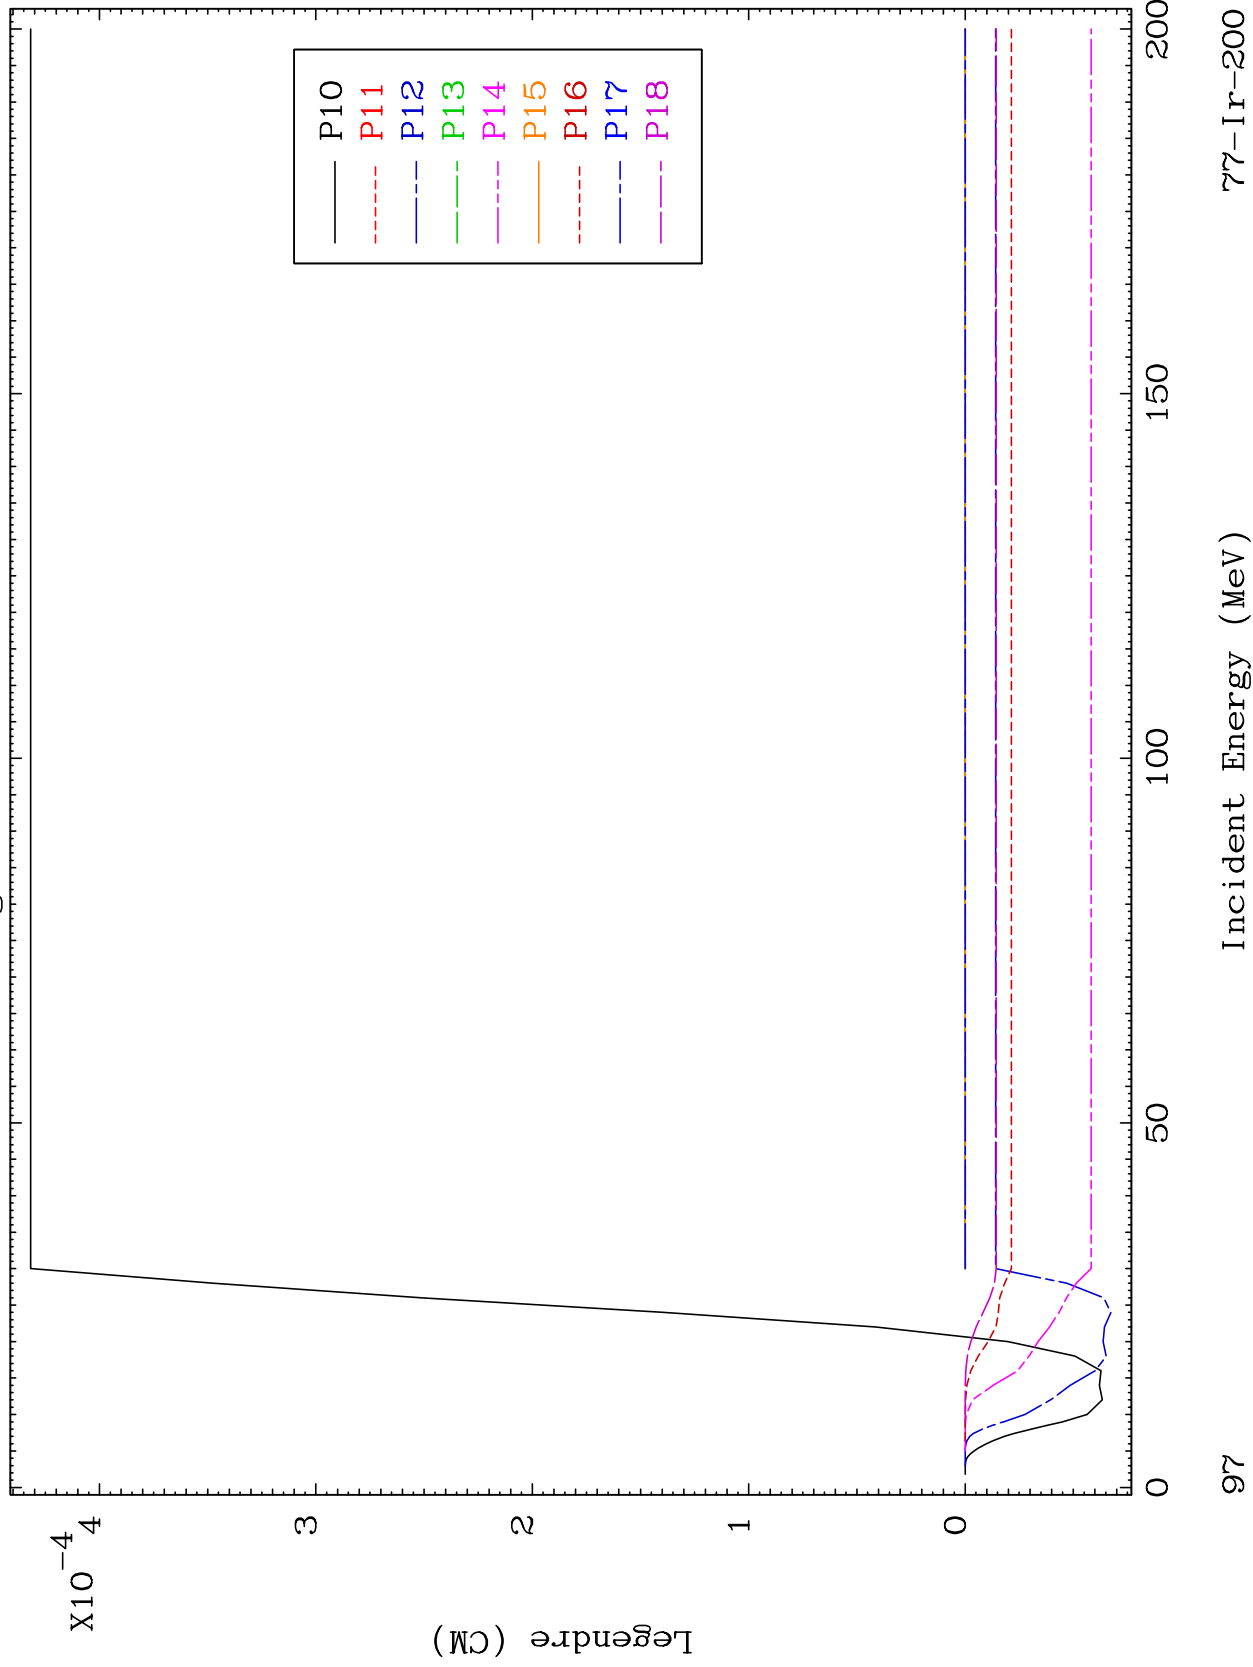 X10⁻⁴
4
3
2
1
0
Legendre (CM)
P10
P11
P12
P13
P14
P15
P16
P17
P18
0
50
100
150
200
Incident Energy (MeV)
97
77-Ir-200